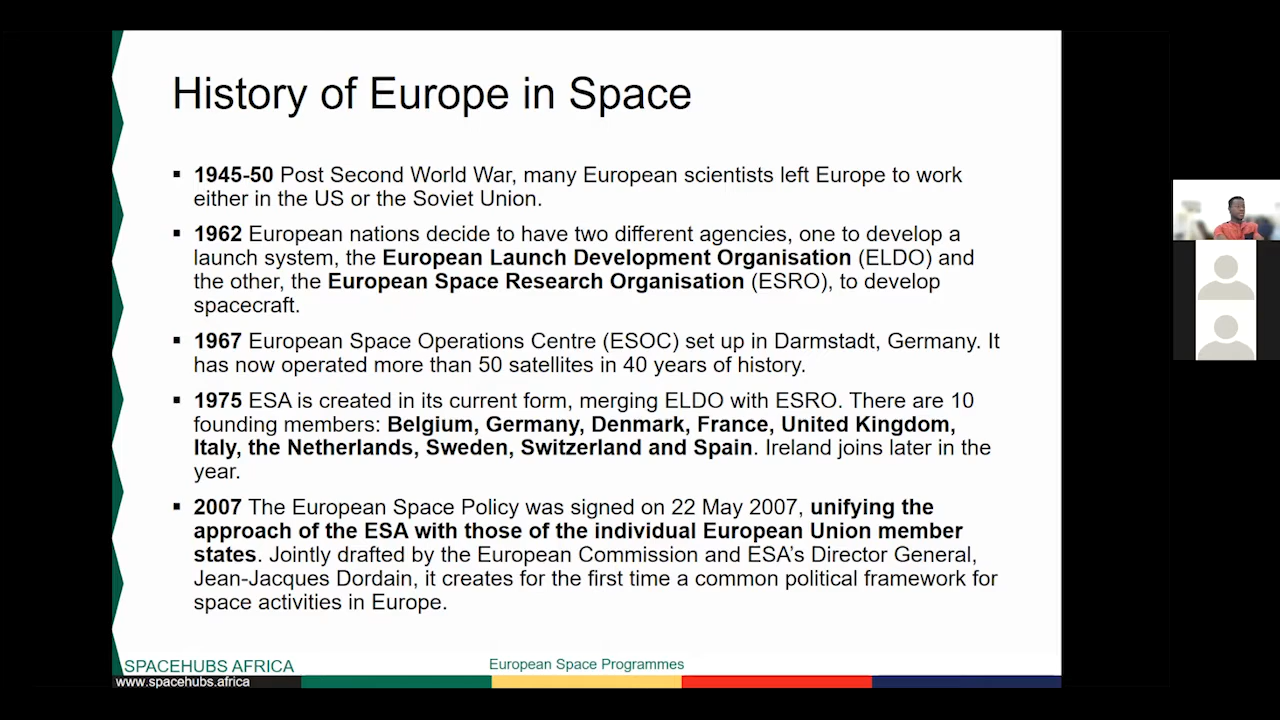 History of Europe in Space
▪ 1945-50 Post Second World War, many European scientists left Europe to work
either in the US or the Soviet Union.
▪ 1962 European nations decide to have two different agencies, one to develop a
launch system, the European Launch Development Organisation (ELDO) and
the other, the European Space Research Organisation (ESRO), to develop
spacecraft.
▪ 1967 European Space Operations Centre (ESOC) set up in Darmstadt, Germany. It
has now operated more than 50 satellites in 40 years of history.
▪ 1975 ESA is created in its current form, merging ELDO with ESRO. There are 10
founding members: Belgium, Germany, Denmark, France, United Kingdom,
Italy, the Netherlands, Sweden, Switzerland and Spain. Ireland joins later in the
year.
▪ 2007 The European Space Policy was signed on 22 May 2007, unifying the
approach of the ESA with those of the individual European Union member
states. Jointly drafted by the European Commission and ESA's Director General,
Jean-Jacques Dordain, it creates for the first time a common political framework for
space activities in Europe.
SPACEHUBS AFRICA
European Space Programmes
www.spacehubs.africa